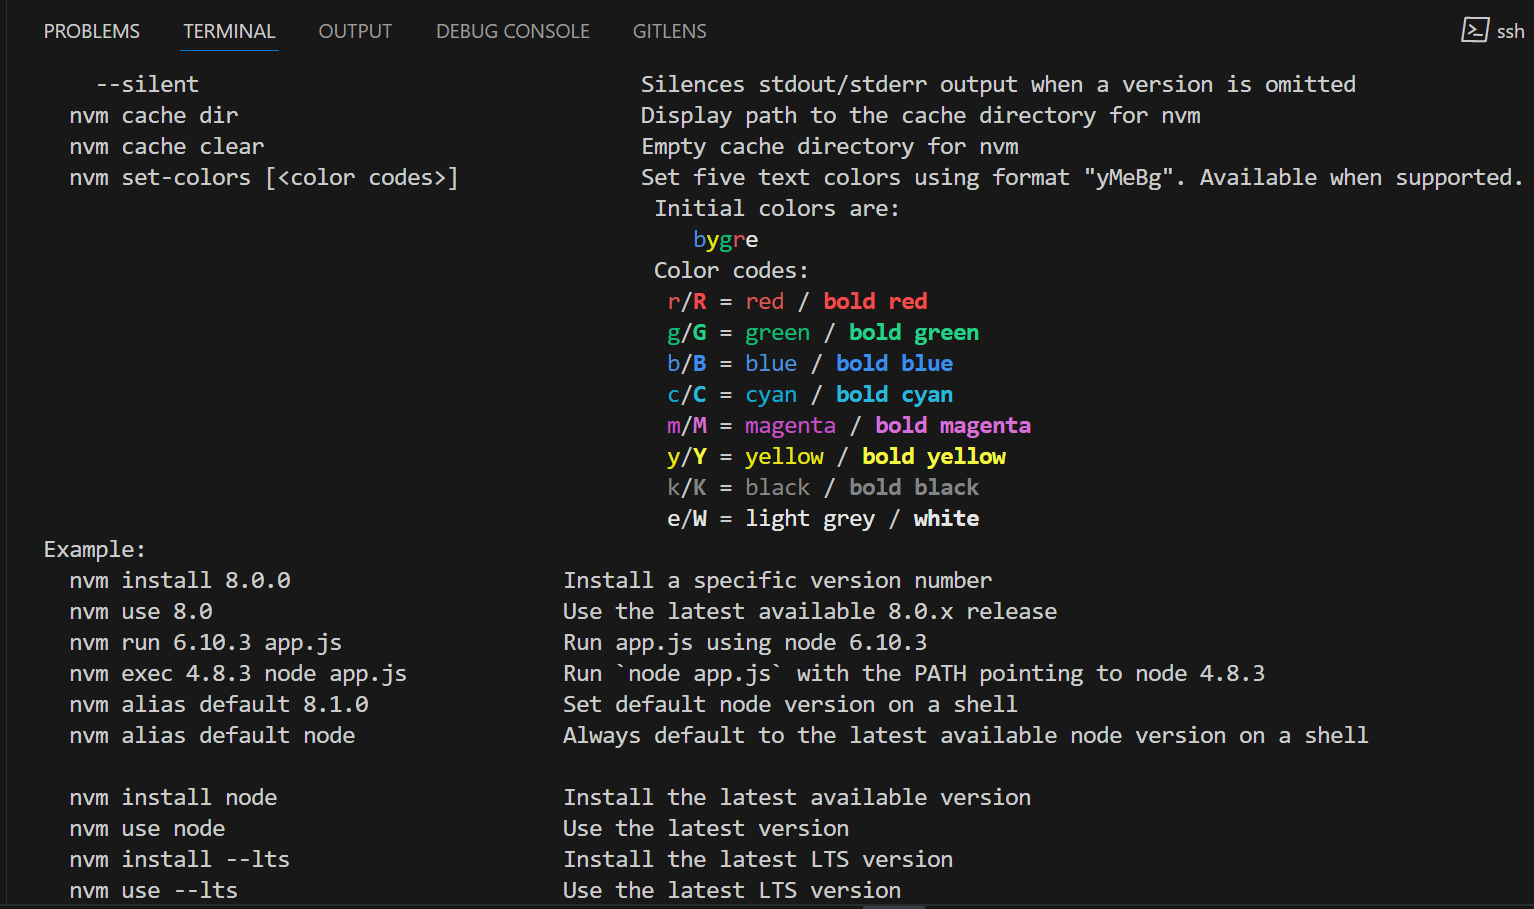 PROBLEMS TERMINAL OUTPUT DEBUG CONSOLE GITLENS ssh
--silent Silences stdout/stderr output when a version is omitted
nvm cache dir Display path to the cache directory for nvm
nvm cache clear Empty cache directory for nvm
nvm set-colors [<color codes>] Set five text colors using format "yMeBg". Available when supported.
Initial colors are:
bygre
Color codes:
r/R = red / bold red
g/G = green / bold green
b/B = blue / bold blue
c/C = cyan / bold cyan
m/M = magenta / bold magenta
y/Y = yellow / bold yellow
k/K = black / bold black
e/W = light grey / white
Example:
nvm install 8.0.0 Install a specific version number
nvm use 8.0 Use the latest available 8.0.x release
nvm run 6.10.3 app.js Run app.js using node 6.10.3
nvm exec 4.8.3 node app.js Run `node app.js` with the PATH pointing to node 4.8.3
nvm alias default 8.1.0 Set default node version on a shell
nvm alias default node Always default to the latest available node version on a shell
nvm install node Install the latest available version
nvm use node Use the latest version
nvm install --lts Install the latest LTS version
nvm use --lts Use the latest LTS version